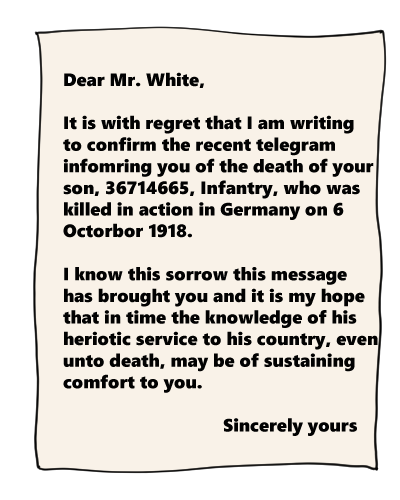 Dear Mr. White,
It is with regret that I am writing
to confirm the recent telegram
infomring you of the death of your
son, 36714665, Infantry, who was
killed in action in Germany on 6
Octorbor 1918.
I know this sorrow this message
has brought you and it is my hope
that in time the knowledge of his
heriotic service to his country, even
unto death, may be of sustaining
comfort to you.
Sincerely yours